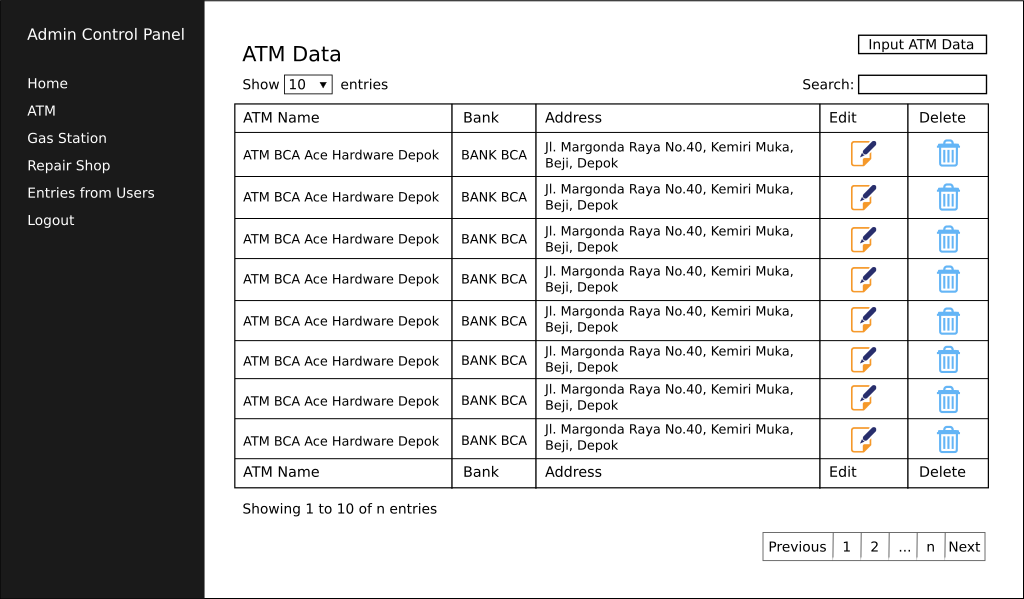 Admin Control Panel
Home
ATM
Gas Station
Repair Shop
Entries from Users
Logout
ATM Data
Input ATM Data
Show 10 ▼ entries
Search:
ATM Name Bank Address Edit Delete
ATM BCA Ace Hardware Depok BANK BCA Jl. Margonda Raya No.40, Kemiri Muka,
Beji, Depok
ATM BCA Ace Hardware Depok BANK BCA Jl. Margonda Raya No.40, Kemiri Muka,
Beji, Depok
ATM BCA Ace Hardware Depok BANK BCA Jl. Margonda Raya No.40, Kemiri Muka,
Beji, Depok
ATM BCA Ace Hardware Depok BANK BCA Jl. Margonda Raya No.40, Kemiri Muka,
Beji, Depok
ATM BCA Ace Hardware Depok BANK BCA Jl. Margonda Raya No.40, Kemiri Muka,
Beji, Depok
ATM BCA Ace Hardware Depok BANK BCA Jl. Margonda Raya No.40, Kemiri Muka,
Beji, Depok
ATM BCA Ace Hardware Depok BANK BCA Jl. Margonda Raya No.40, Kemiri Muka,
Beji, Depok
ATM BCA Ace Hardware Depok BANK BCA Jl. Margonda Raya No.40, Kemiri Muka,
Beji, Depok
ATM Name Bank Address Edit Delete
Showing 1 to 10 of n entries
Previous 1 2 ... n Next